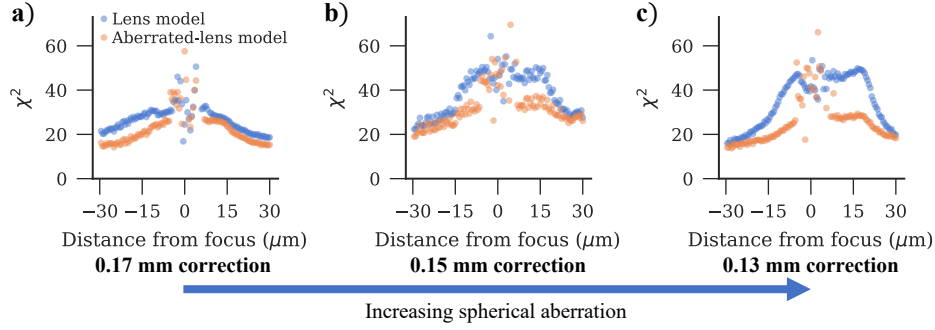 a)
b)
c)
Lens model
Aberrated-lens model
χ²
60
40
20
0
−30 −15 0 15 30
Distance from focus (μm)
0.17 mm correction
χ²
60
40
20
0
−30 −15 0 15 30
Distance from focus (μm)
0.15 mm correction
χ²
60
40
20
0
−30 −15 0 15 30
Distance from focus (μm)
0.13 mm correction
Increasing spherical aberration